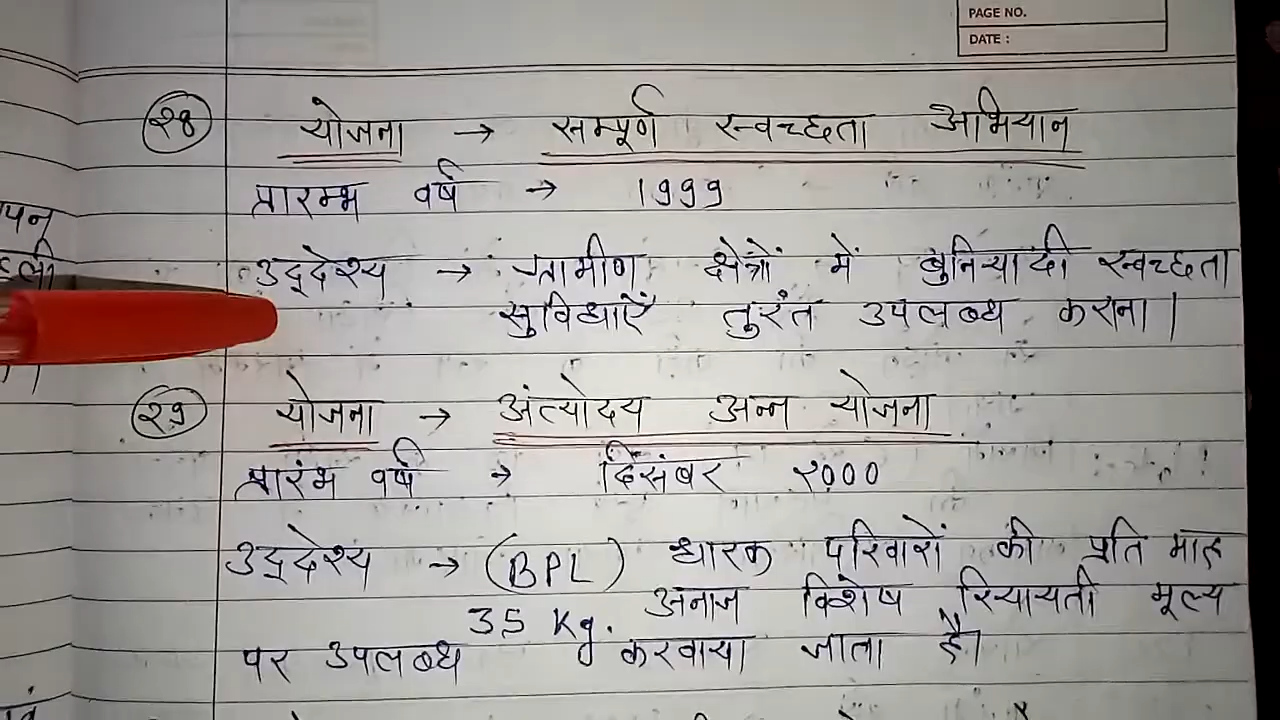 PAGE NO.
DATE :
२४ योजना → सम्पूर्ण स्वच्छता अभियान
प्रारम्भ वर्ष → 1999
उद्देश्य → ग्रामीण क्षेत्रों में बुनियादी स्वच्छता
सुविधाएँ तुरंत उपलब्ध कराना।
२९ योजना → अंत्योदय अन्न योजना
प्रारंभ वर्ष → दिसंबर २०००
उद्देश्य → (BPL) धारक परिवारों को प्रति माह
35 Kg. अनाज विशेष रियायती मूल्य
पर उपलब्ध करवाया जाता है।